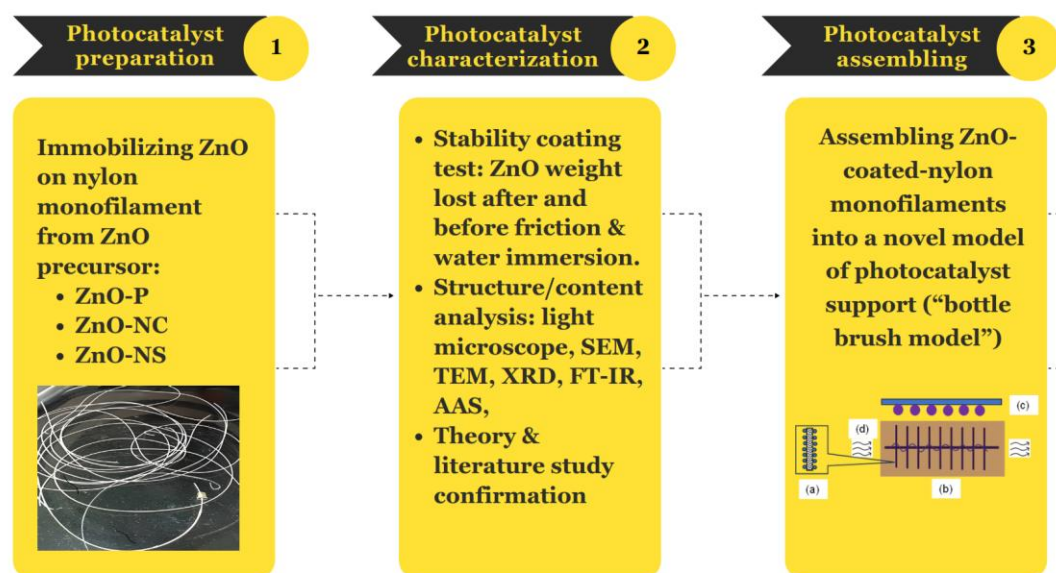 Photocatalyst
preparation
1
Photocatalyst
characterization
2
Photocatalyst
assembling
3
Immobilizing ZnO
on nylon
monofilament
from ZnO
precursor:
• ZnO-P
• ZnO-NC
• ZnO-NS
• Stability coating
test: ZnO weight
lost after and
before friction &
water immersion.
• Structure/content
analysis: light
microscope, SEM,
TEM, XRD, FT-IR,
AAS,
• Theory &
literature study
confirmation
Assembling ZnO-
coated-nylon
monofilaments
into a novel model
of photocatalyst
support (“bottle
brush model”)
(c)
(d)
(a)
(b)